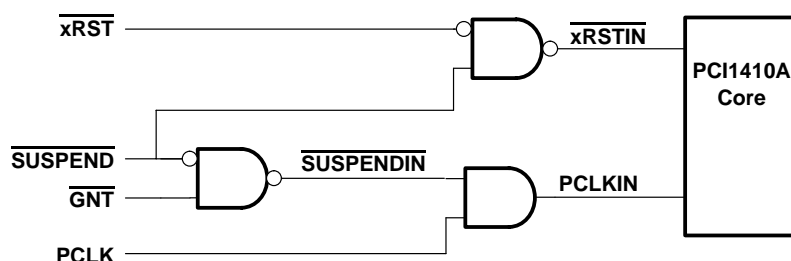 xRST
xRSTIN
PCI1410A
Core
SUSPEND
SUSPENDIN
GNT
PCLKIN
PCLK